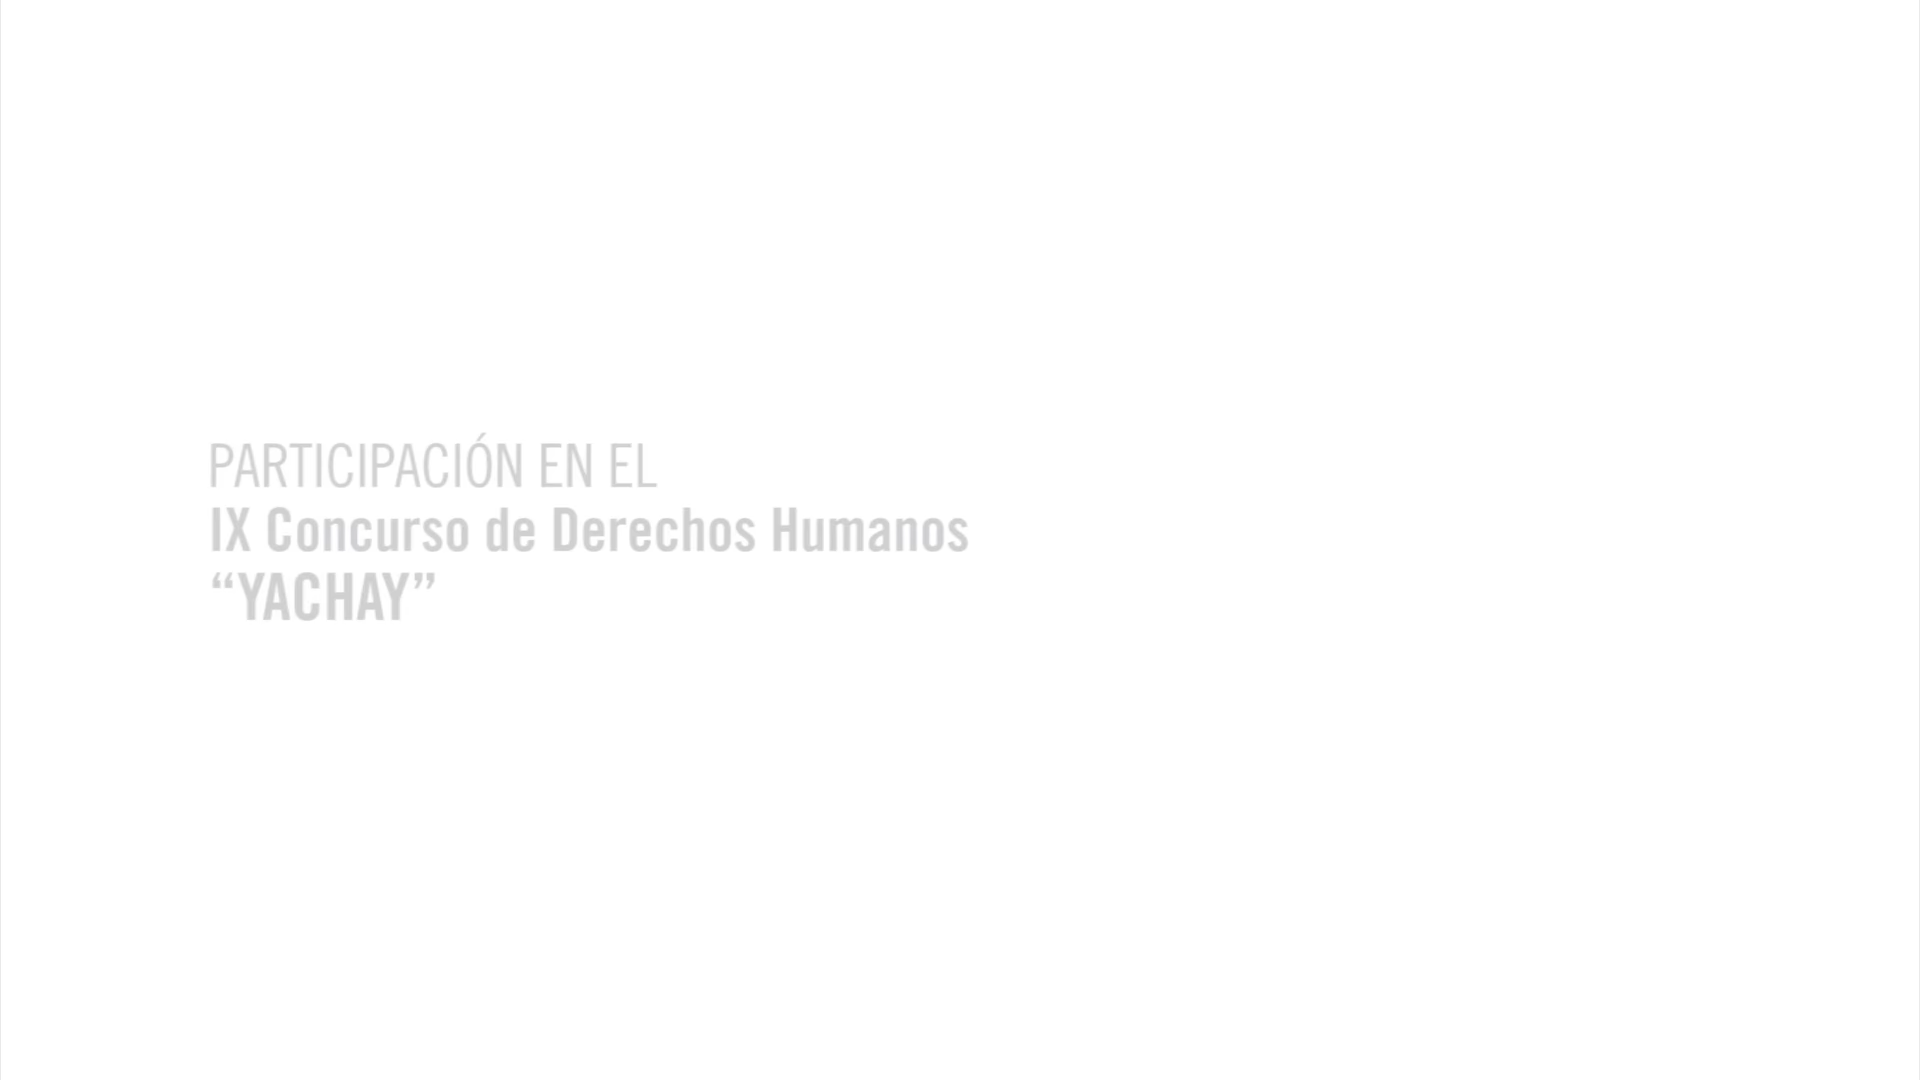 PARTICIPACIÓN EN EL
IX Concurso de Derechos Humanos
“YACHAY”